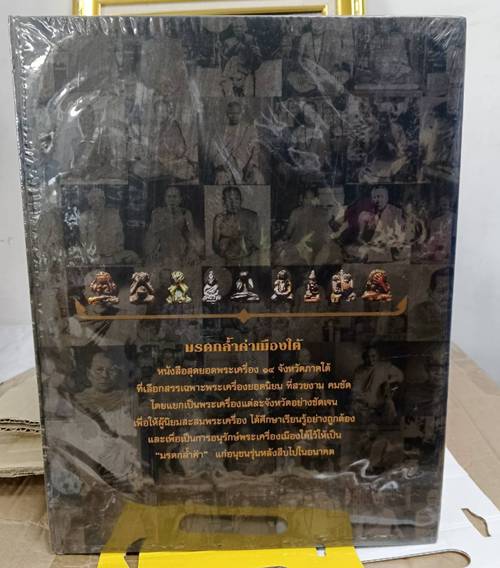 มรดกล้ำค่าเมืองใต้
หนังสือสุดยอดพระเครื่อง ๑๔ จังหวัดภาคใต้
ที่เลือกสรรเฉพาะพระเครื่องยอดนิยม ที่สวยงาม คมชัด
โดยแยกเป็นพระเครื่องแต่ละจังหวัดอย่างชัดเจน
เพื่อให้ผู้นิยมสะสมพระเครื่อง ได้ศึกษาเรียนรู้อย่างถูกต้อง
และเพื่อเป็นการอนุรักษ์พระเครื่องเมืองใต้ไว้ให้เป็น
"มรดกล้ำค่า" แก่อนุชนรุ่นหลังสืบไปในอนาคต